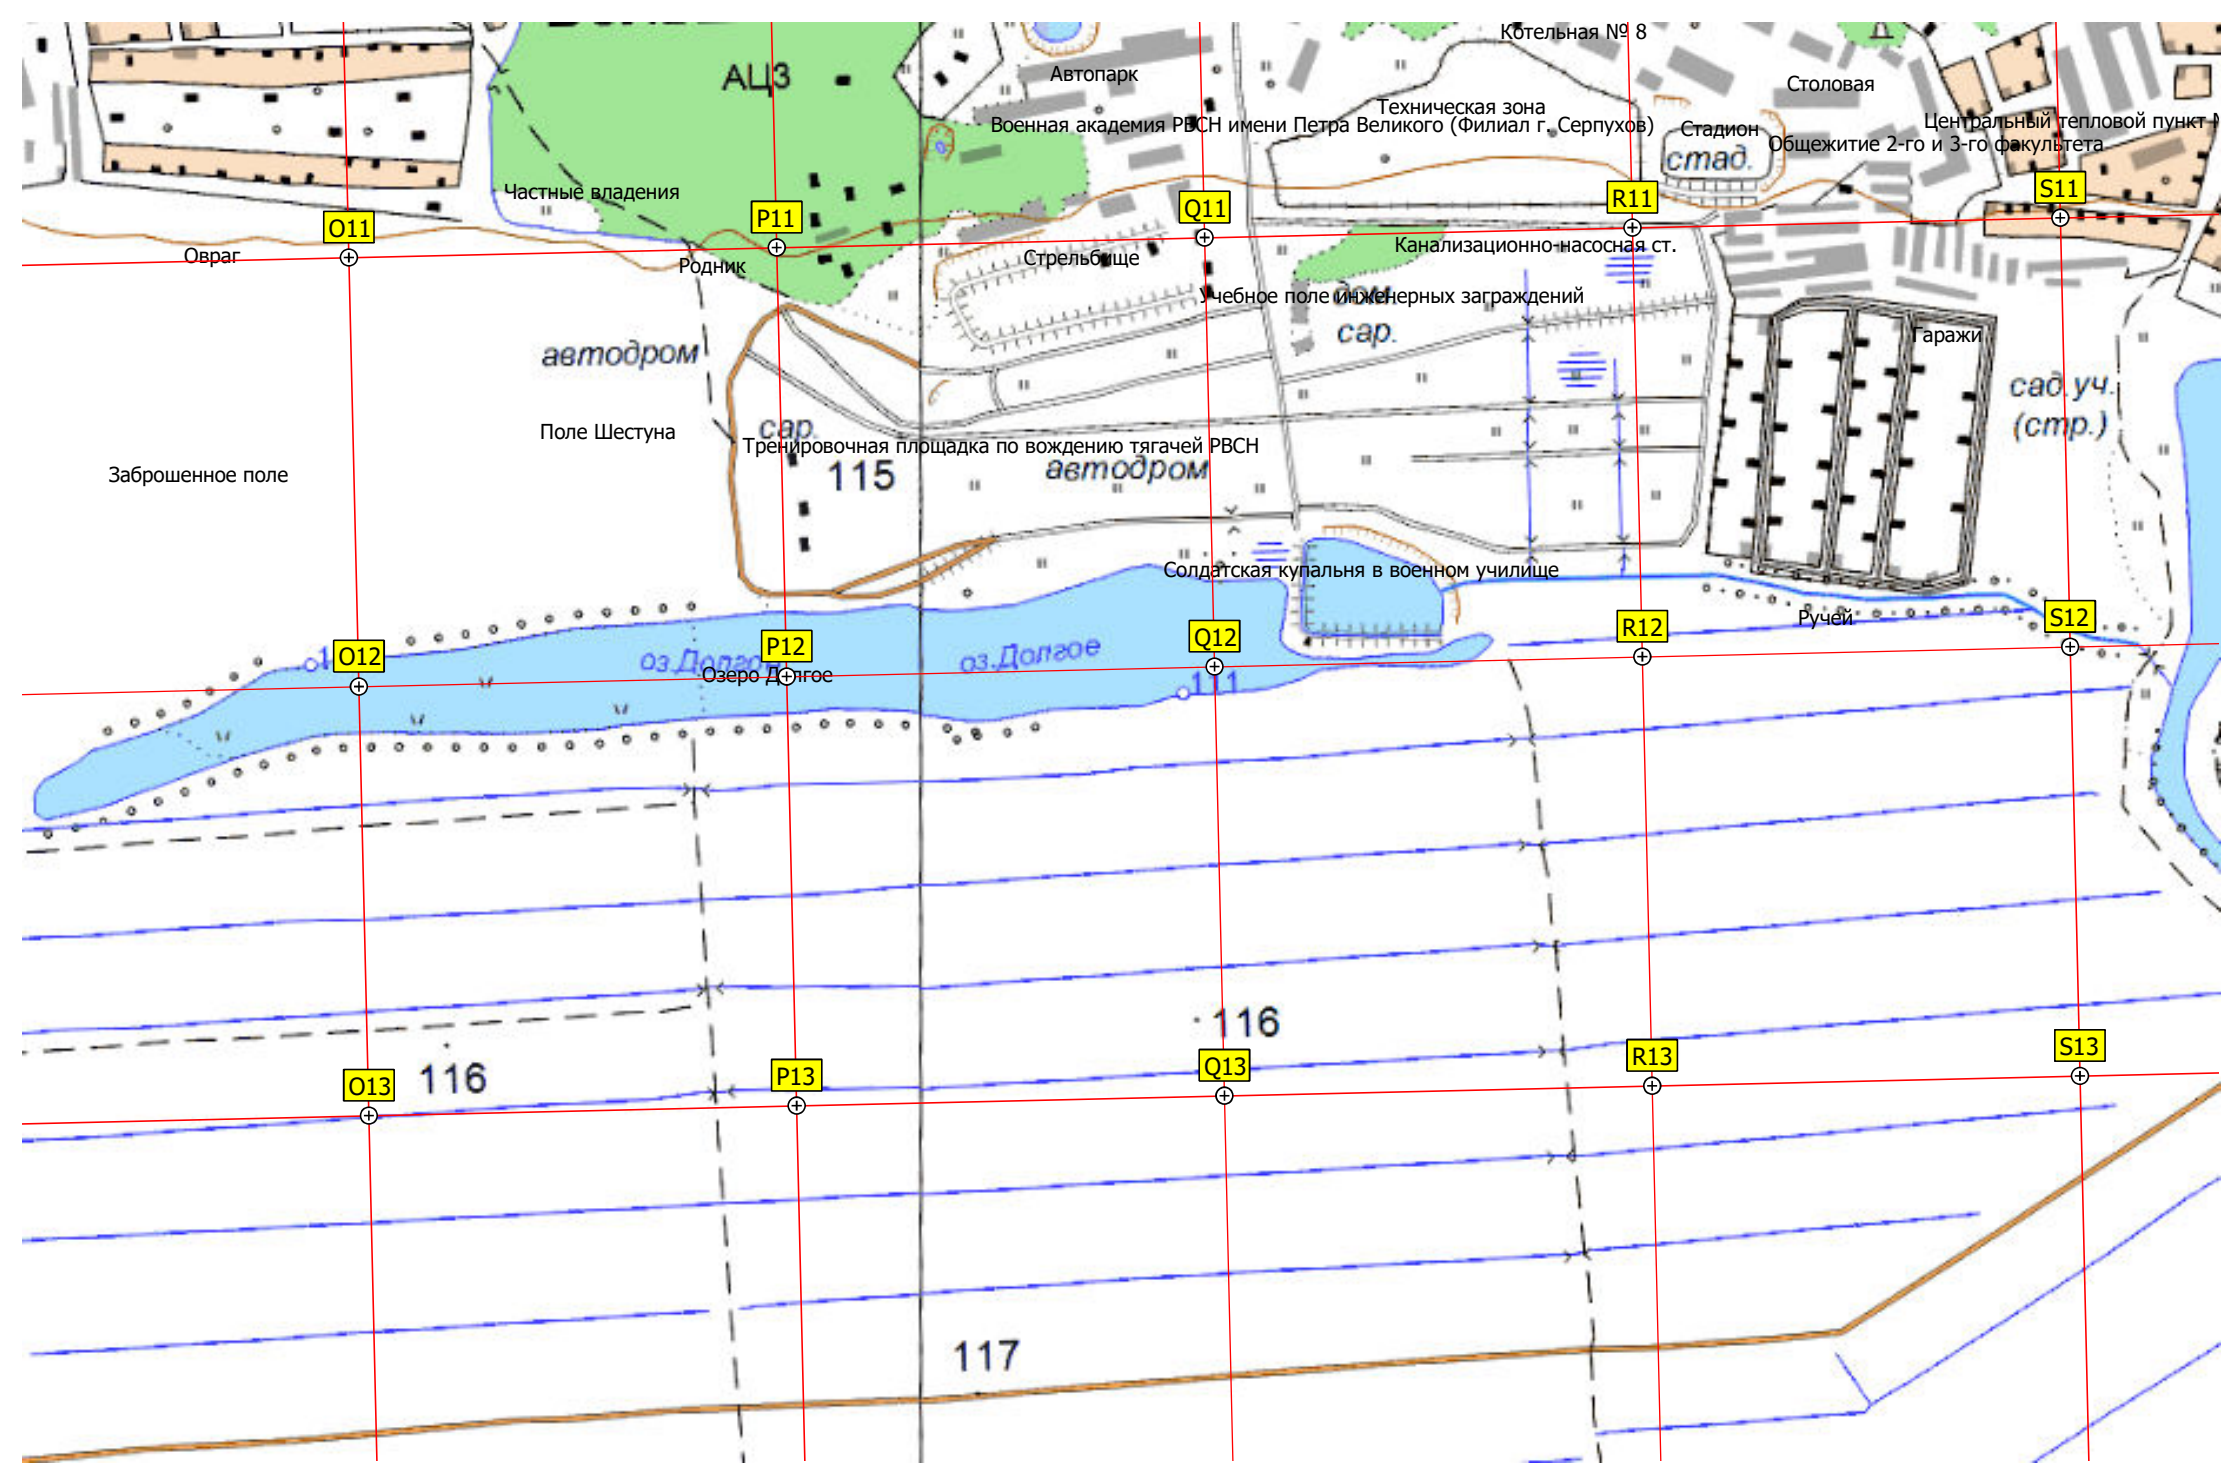 Котельная № 8
Автопарк
АЦЗ
Столовая
Техническая зона
Военная академия РВСН имени Петра Великого (Филиал г. Серпухов)
Стадион
Центральный тепловой пункт
Общежитие 2-го и 3-го факультета
стад.
Частные владения
O11
P11
Q11
R11
S11
Овраг
Родник
Стрельбище
Канализационно-насосная ст.
Учебное поле инженерных заграждений
дом.
сар.
Гаражи
автодром
сад.уч.
(стр.)
Поле Шестуна
сар.
Тренировочная площадка по вождению тягачей РВСН
115
автодром
Заброшенное поле
Солдатская купальня в военном училище
Ручей
O12
P12
Q12
R12
S12
оз.Долгое
оз.Долгое
Озеро Долгое
111
116
116
O13
P13
Q13
R13
S13
117